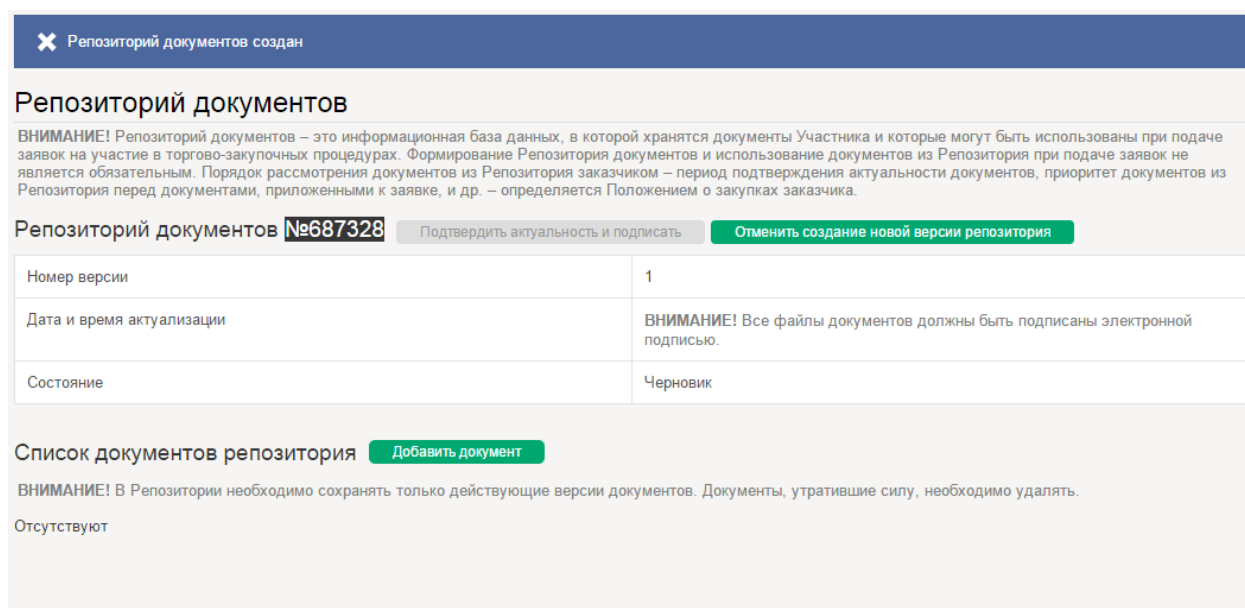 Репозиторий документов создан
Репозиторий документов
ВНИМАНИЕ! Репозиторий документов – это информационная база данных, в которой хранятся документы Участника и которые могут быть использованы при подаче
заявок на участие в торгово-закупочных процедурах. Формирование Репозитория документов и использование документов из Репозитория при подаче заявок не
является обязательным. Порядок рассмотрения документов из Репозитория заказчиком – период подтверждения актуальности документов, приоритет документов из
Репозитория перед документами, приложенными к заявке, и др. – определяется Положением о закупках заказчика.
Репозиторий документов №687328 Подтвердить актуальность и подписать Отменить создание новой версии репозитория
Номер версии 1
Дата и время актуализации ВНИМАНИЕ! Все файлы документов должны быть подписаны электронной
подписью.
Состояние Черновик
Список документов репозитория Добавить документ
ВНИМАНИЕ! В Репозитории необходимо сохранять только действующие версии документов. Документы, утратившие силу, необходимо удалять.
Отсутствуют